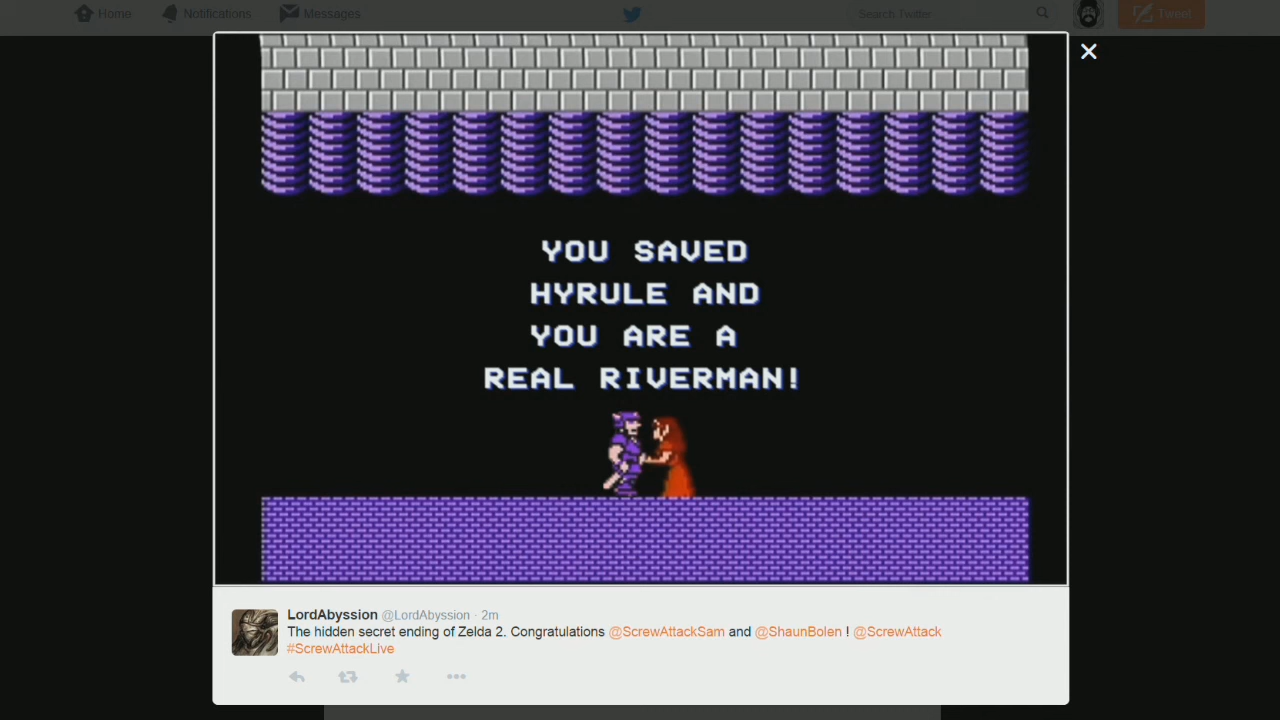 Home Notifications Messages Search Twitter Tweet
YOU SAVED
HYRULE AND
YOU ARE A
REAL RIVERMAN!
LordAbyssion @LordAbyssion · 2m
The hidden secret ending of Zelda 2. Congratulations @ScrewAttackSam and @ShaunBolen ! @ScrewAttack
#ScrewAttackLive